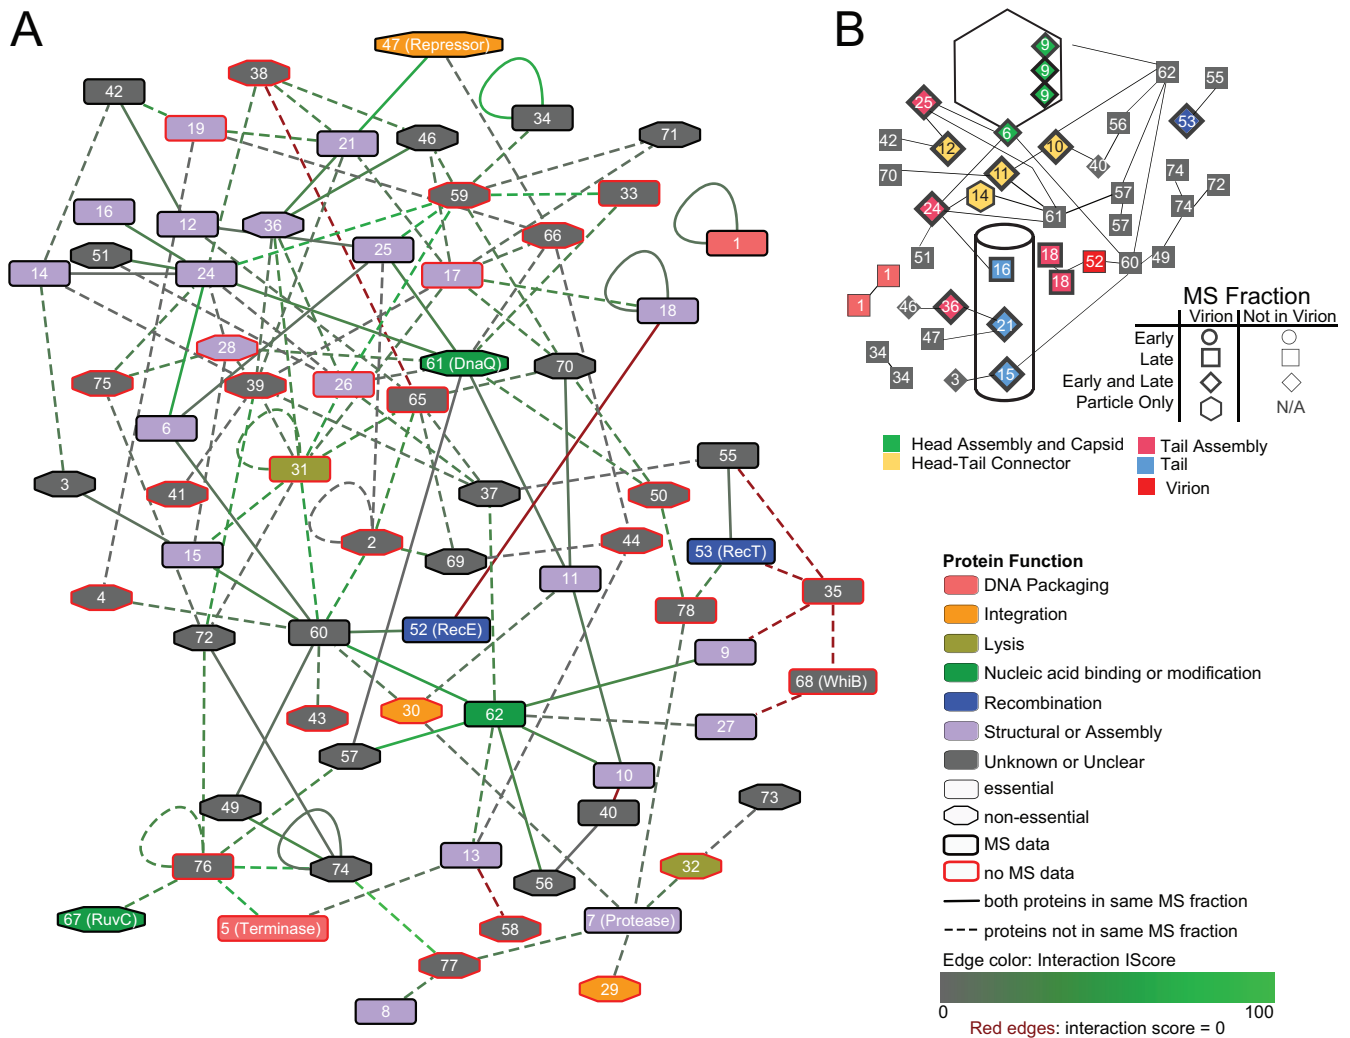 A
47 (Repressor)
38
42
34
19
21
46
71
59
33
16
12
36
66
1
51
25
14
24
17
18
28
61 (DnaQ)
70
75
39
26
65
6
31
55
3
41
37
50
2
44
53 (RecT)
15
69
11
35
4
78
72
60
52 (RecE)
9
68 (WhiB)
43
30
62
27
57
10
73
49
40
76
74
13
32
56
67 (RuvC)
5 (Terminase)
58
7 (Protease)
77
29
8
B
9
9
9
62
55
25
6
56
53
42
12
10
40
70
11
74
72
14
57
24
61
57
74
51
18
52
60
49
16
18
1
1
46
36
21
47
34
34
3
15
MS Fraction
Virion Not in Virion
Early
Late
Early and Late
Particle Only N/A
Head Assembly and Capsid
Head-Tail Connector
Tail Assembly
Tail
Virion
Protein Function
DNA Packaging
Integration
Lysis
Nucleic acid binding or modification
Recombination
Structural or Assembly
Unknown or Unclear
essential
non-essential
MS data
no MS data
both proteins in same MS fraction
proteins not in same MS fraction
Edge color: Interaction IScore
0 100
Red edges: interaction score = 0